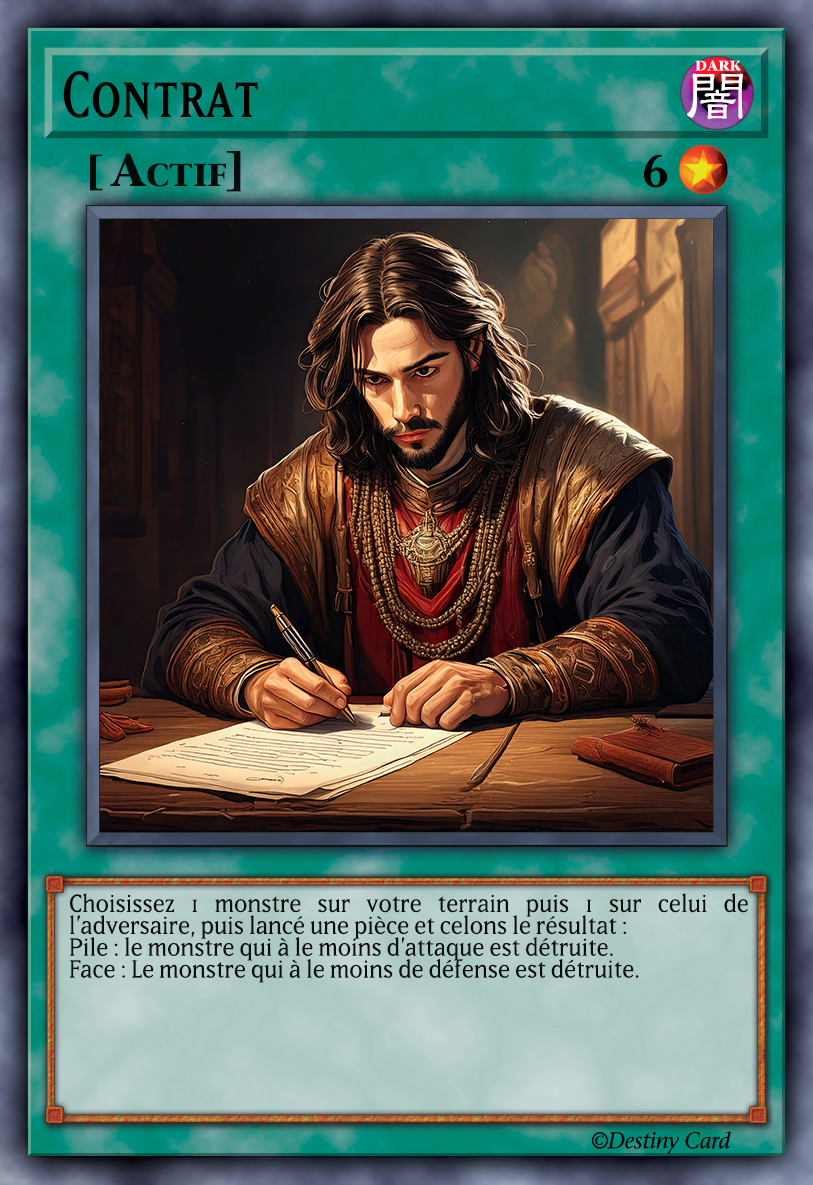 Contrat
DARK
闇
[ Actif]
6
Choisissez 1 monstre sur votre terrain puis 1 sur celui de
l'adversaire, puis lancé une pièce et celons le résultat :
Pile : le monstre qui à le moins d'attaque est détruite.
Face : Le monstre qui à le moins de défense est détruite.
©Destiny Card